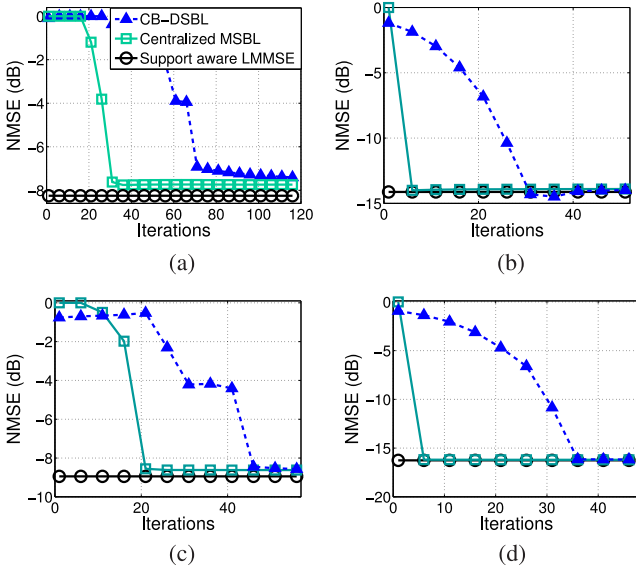 0
−2
−4
−6
−8
NMSE (dB)
CB−DSBL
Centralized MSBL
Support aware LMMSE
0 20 40 60 80 100 120
Iterations
(a)
0
−5
−10
−15
NMSE (dB)
0 20 40
Iterations
(b)
0
−2
−4
−6
−8
−10
NMSE (dB)
0 20 40
Iterations
(c)
0
−5
−10
−15
−20
NMSE (dB)
0 10 20 30 40
Iterations
(d)